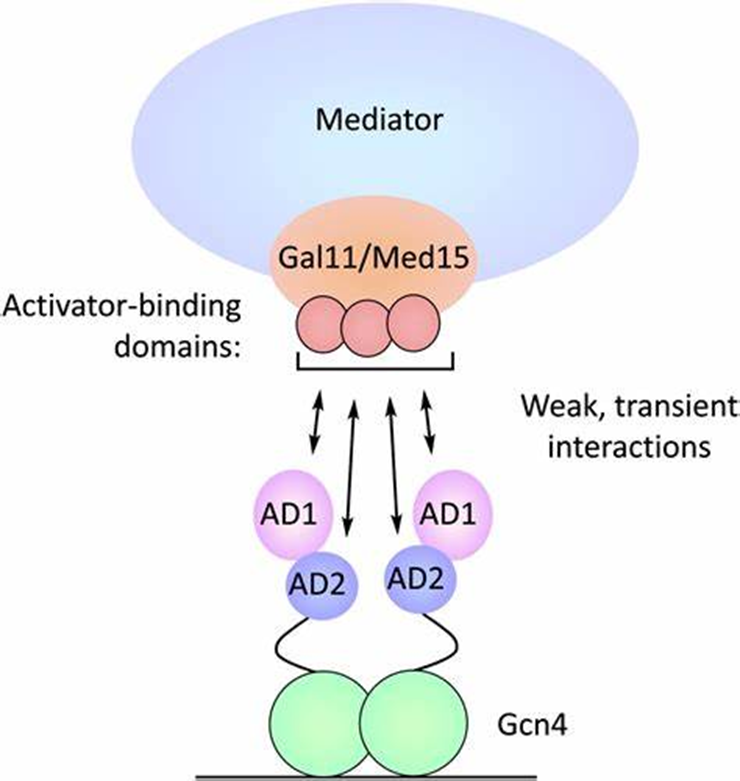 Mediator
Gal11/Med15
Activator-binding
domains:
Weak, transient
interactions
AD1
AD1
AD2
AD2
Gcn4